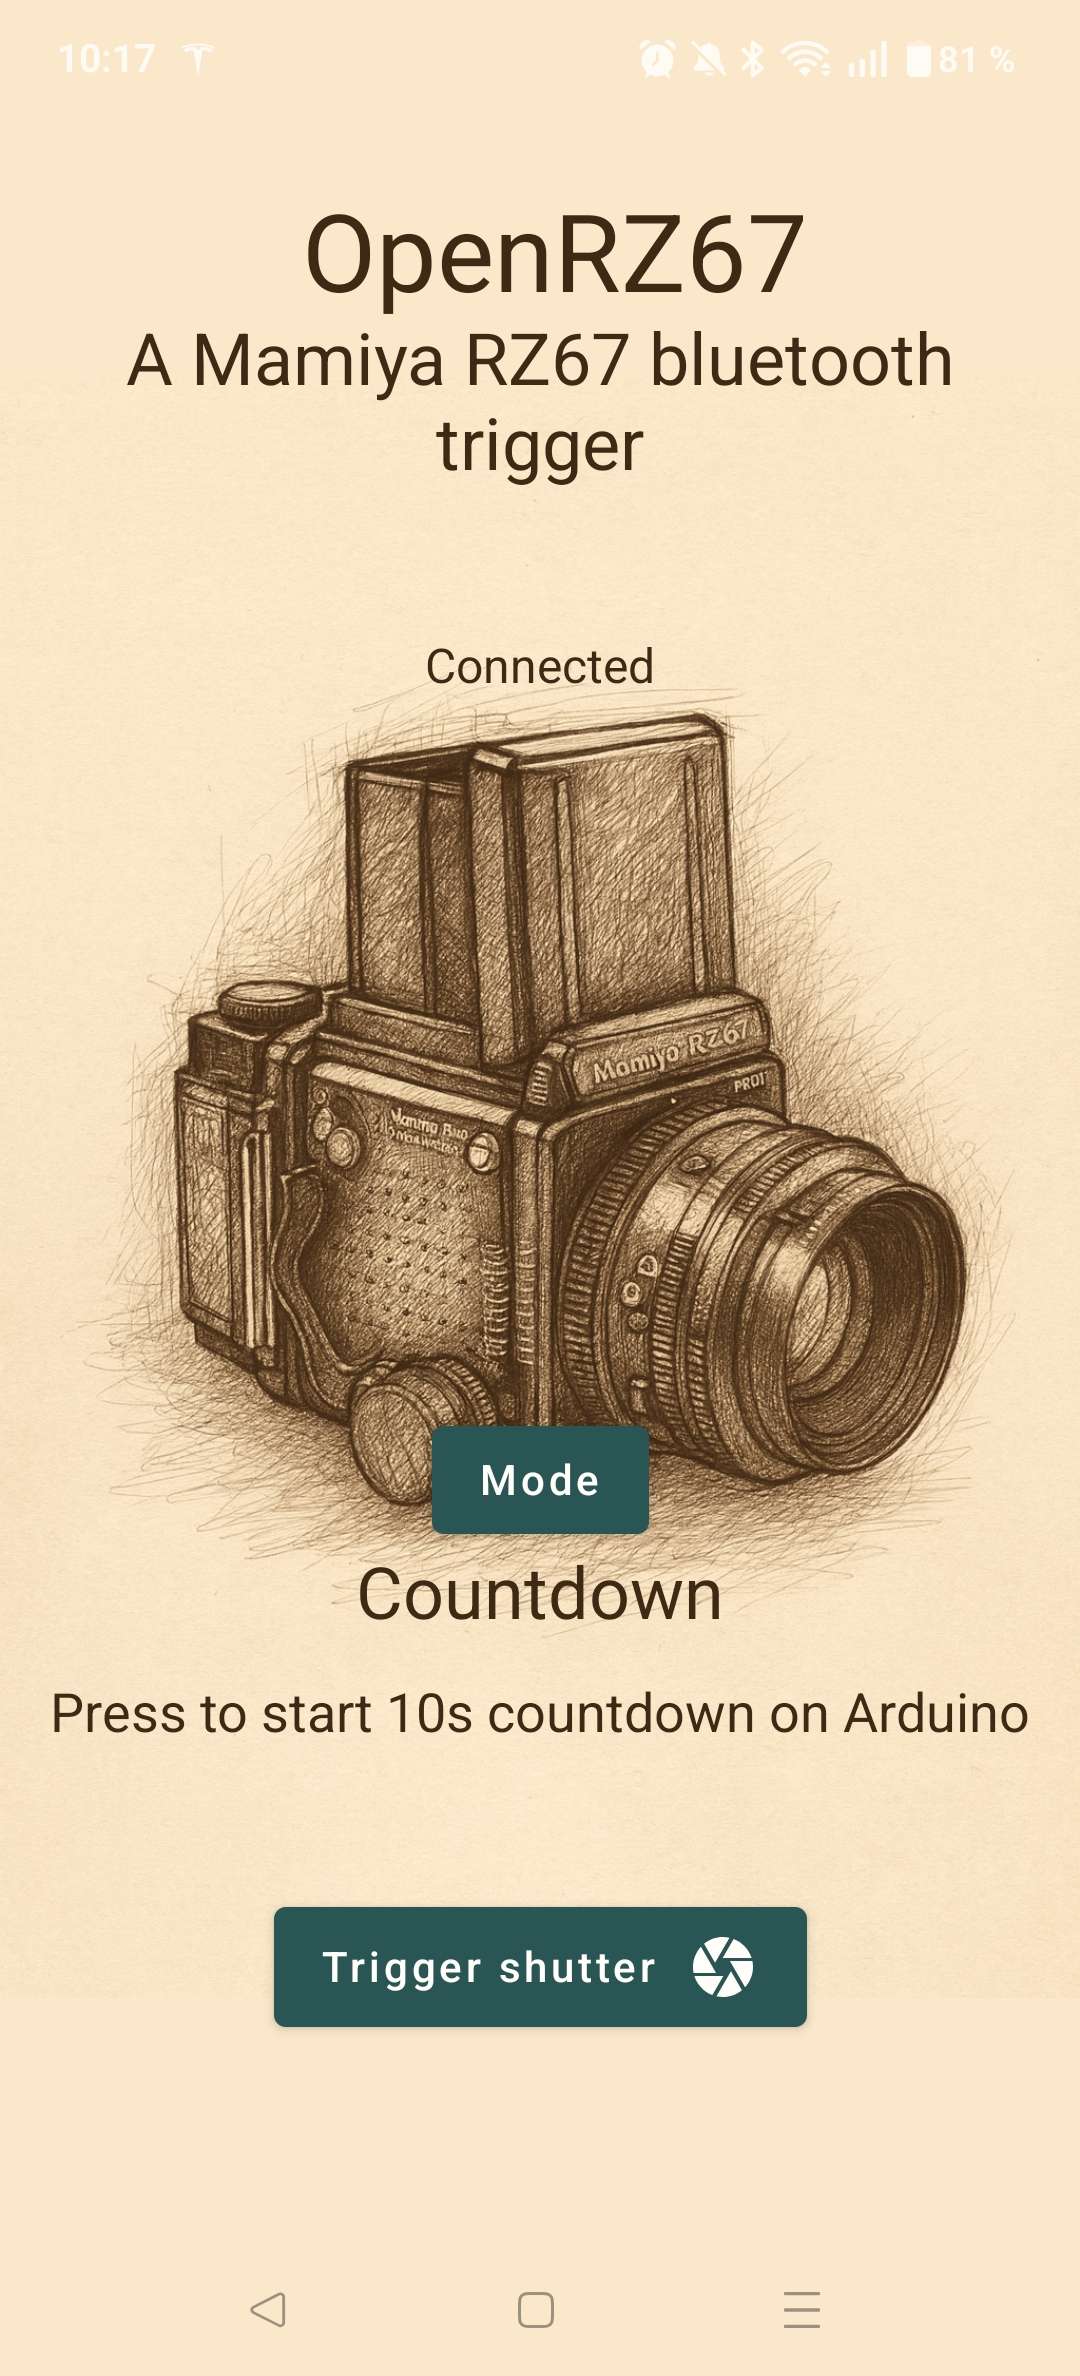 10:17
81 %
OpenRZ67
A Mamiya RZ67 bluetooth
trigger
Connected
Mamiya RZ67
PRO
Mode
Countdown
Press to start 10s countdown on Arduino
Trigger shutter